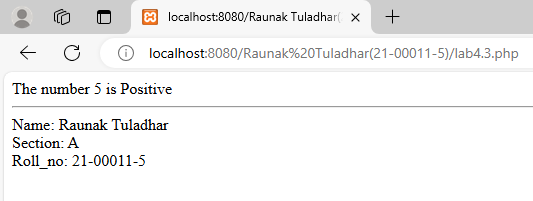 localhost:8080/Raunak Tuladhar(
localhost:8080/Raunak%20Tuladhar(21-00011-5)/lab4.3.php
The number 5 is Positive
Name: Raunak Tuladhar
Section: A
Roll_no: 21-00011-5